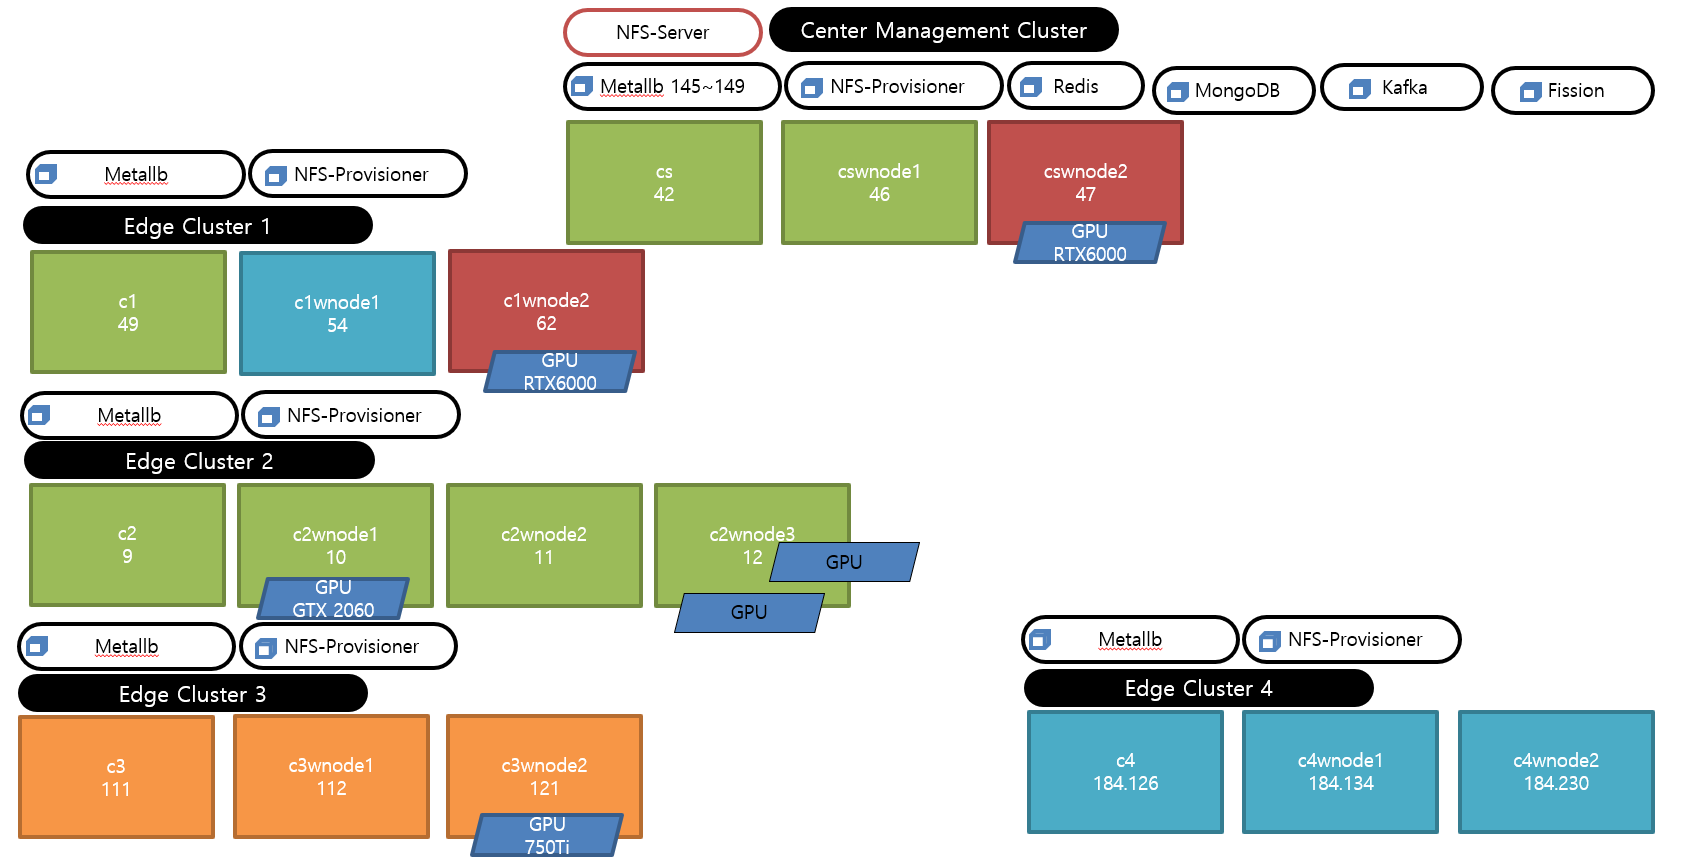 NFS-Server
Center Management Cluster
Metallb 145~149
NFS-Provisioner
Redis
MongoDB
Kafka
Fission
cs
42
cswnode1
46
cswnode2
47
GPU
RTX6000
Metallb
NFS-Provisioner
Edge Cluster 1
c1
49
c1wnode1
54
c1wnode2
62
GPU
RTX6000
Metallb
NFS-Provisioner
Edge Cluster 2
c2
9
c2wnode1
10
GPU
GTX 2060
c2wnode2
11
c2wnode3
12
GPU
GPU
Metallb
NFS-Provisioner
Edge Cluster 3
c3
111
c3wnode1
112
c3wnode2
121
GPU
750Ti
Metallb
NFS-Provisioner
Edge Cluster 4
c4
184.126
c4wnode1
184.134
c4wnode2
184.230